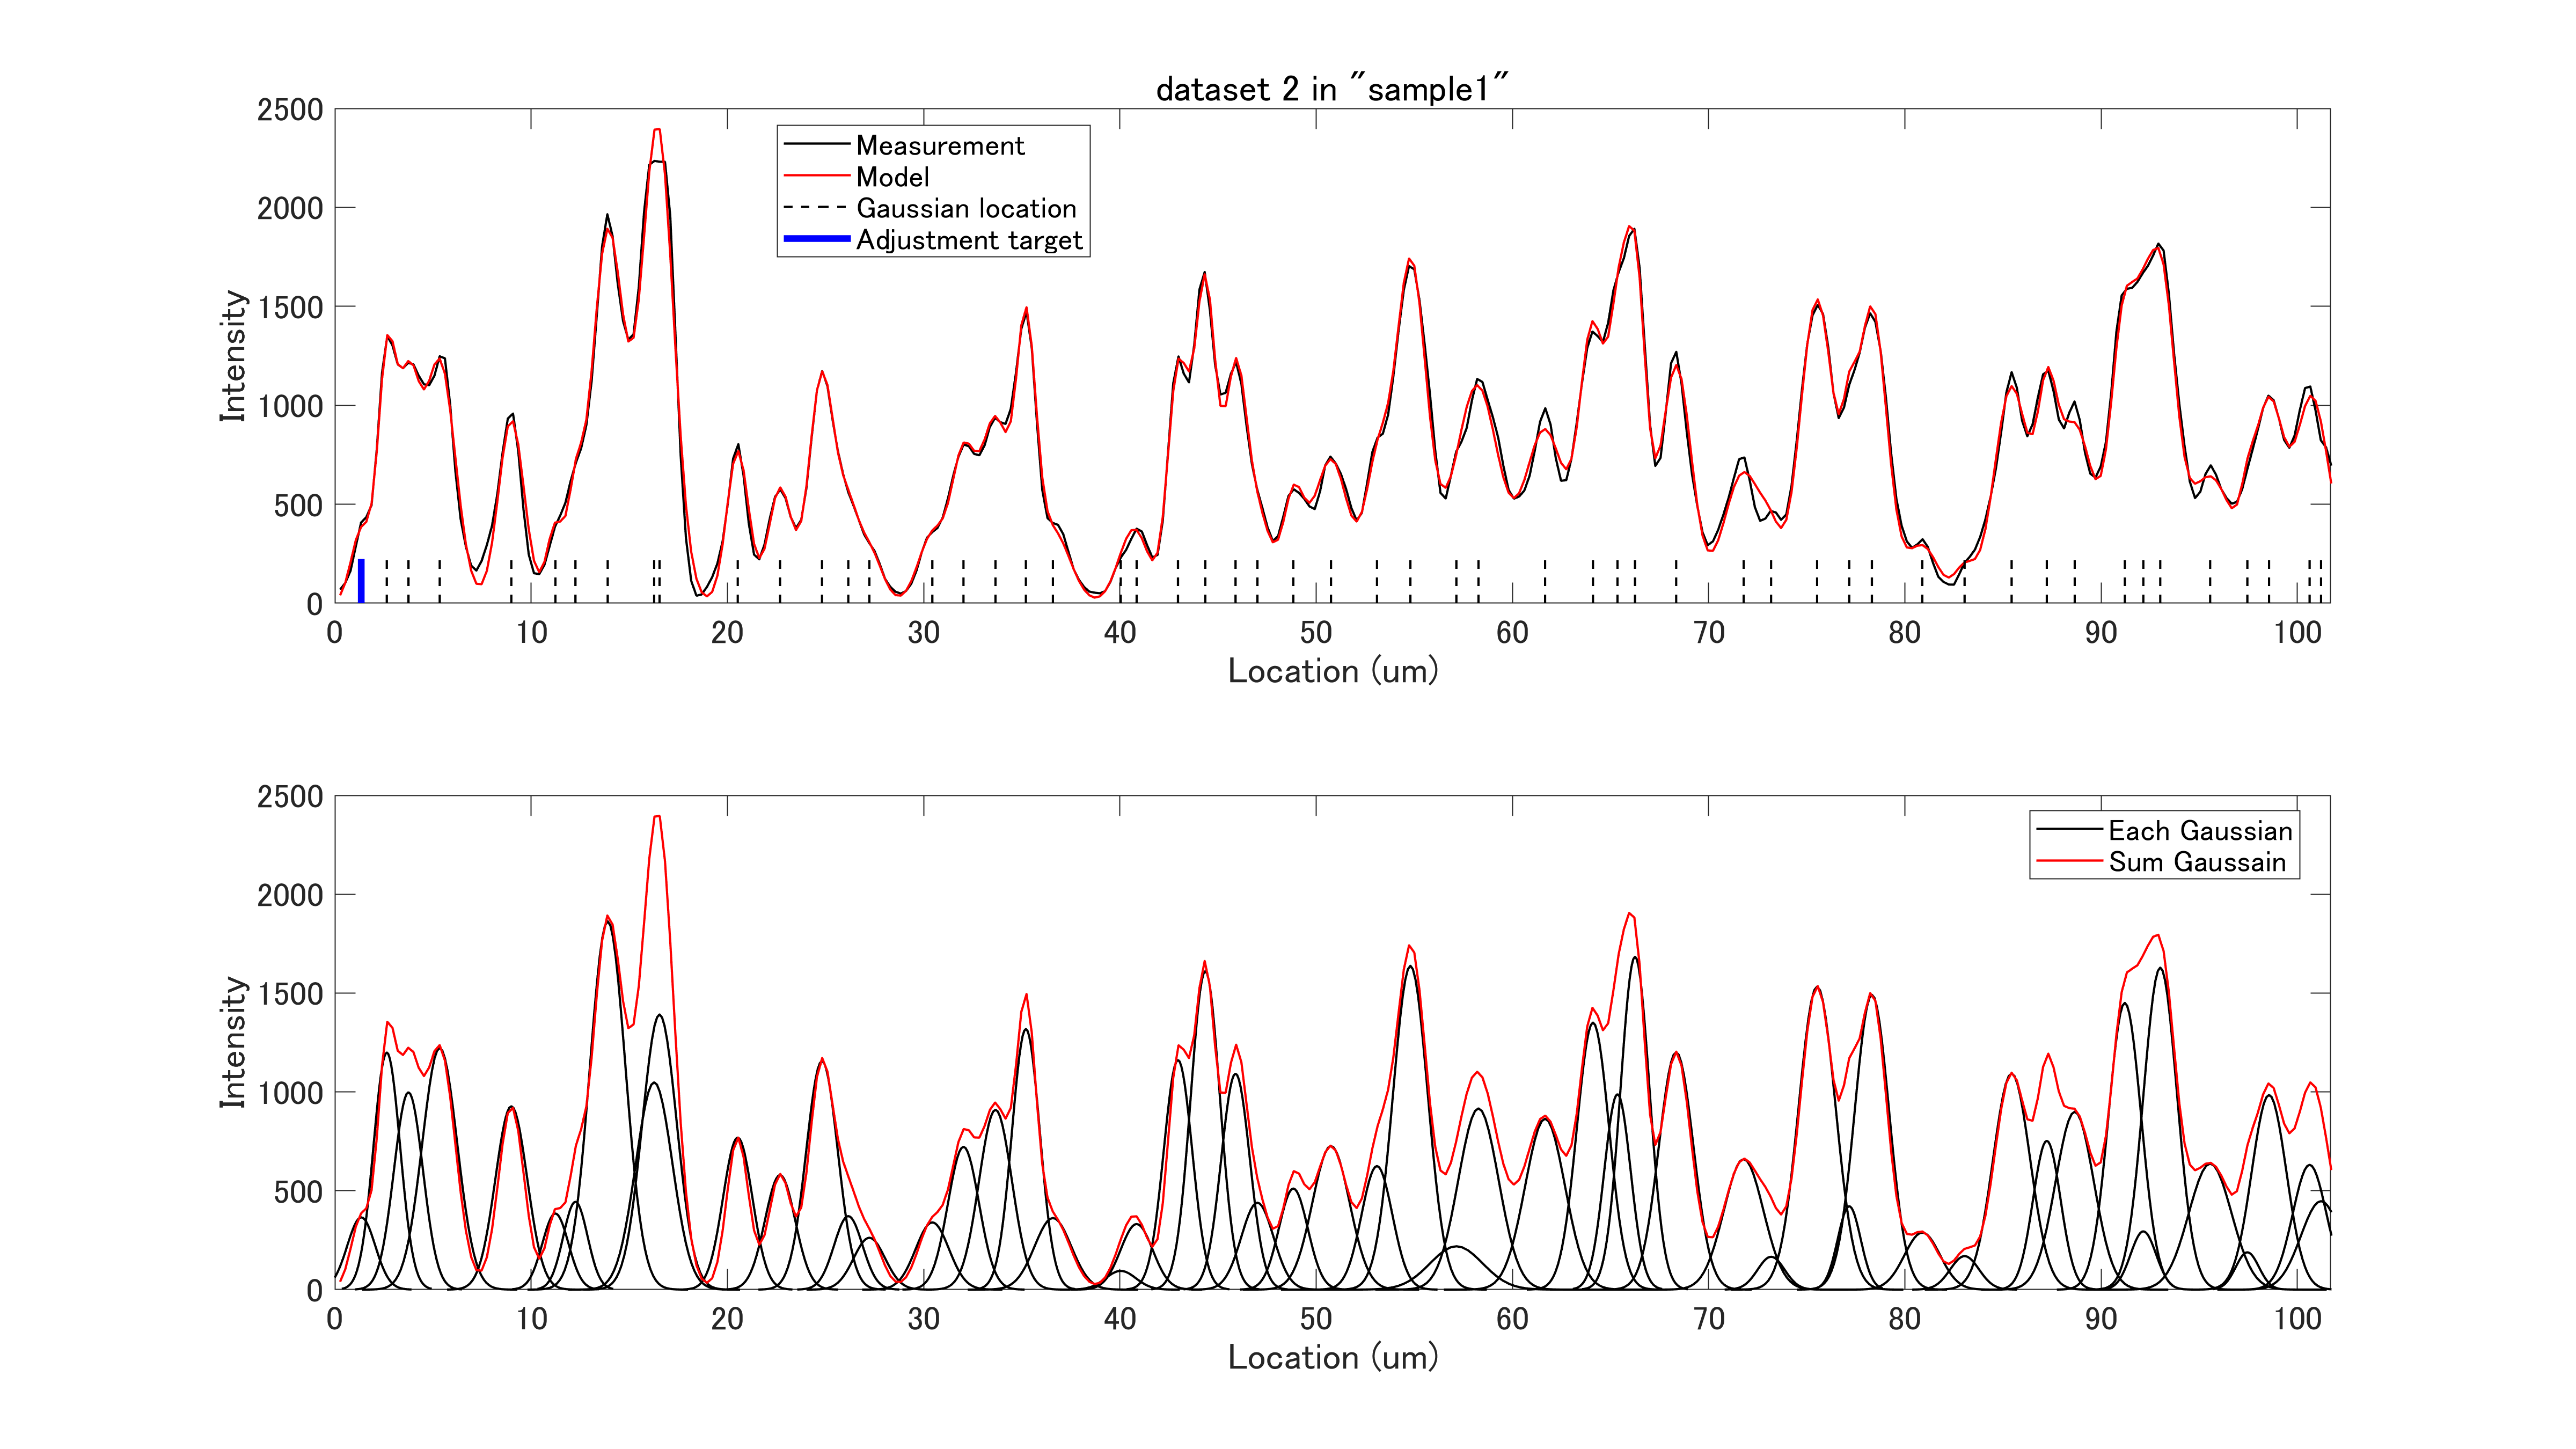 dataset 2 in "sample1"
2500
2000
1500
1000
500
0
Intensity
Measurement
Model
Gaussian location
Adjustment target
0 10 20 30 40 50 60 70 80 90 100
Location (um)
2500
2000
1500
1000
500
0
Intensity
Each Gaussian
Sum Gaussain
0 10 20 30 40 50 60 70 80 90 100
Location (um)